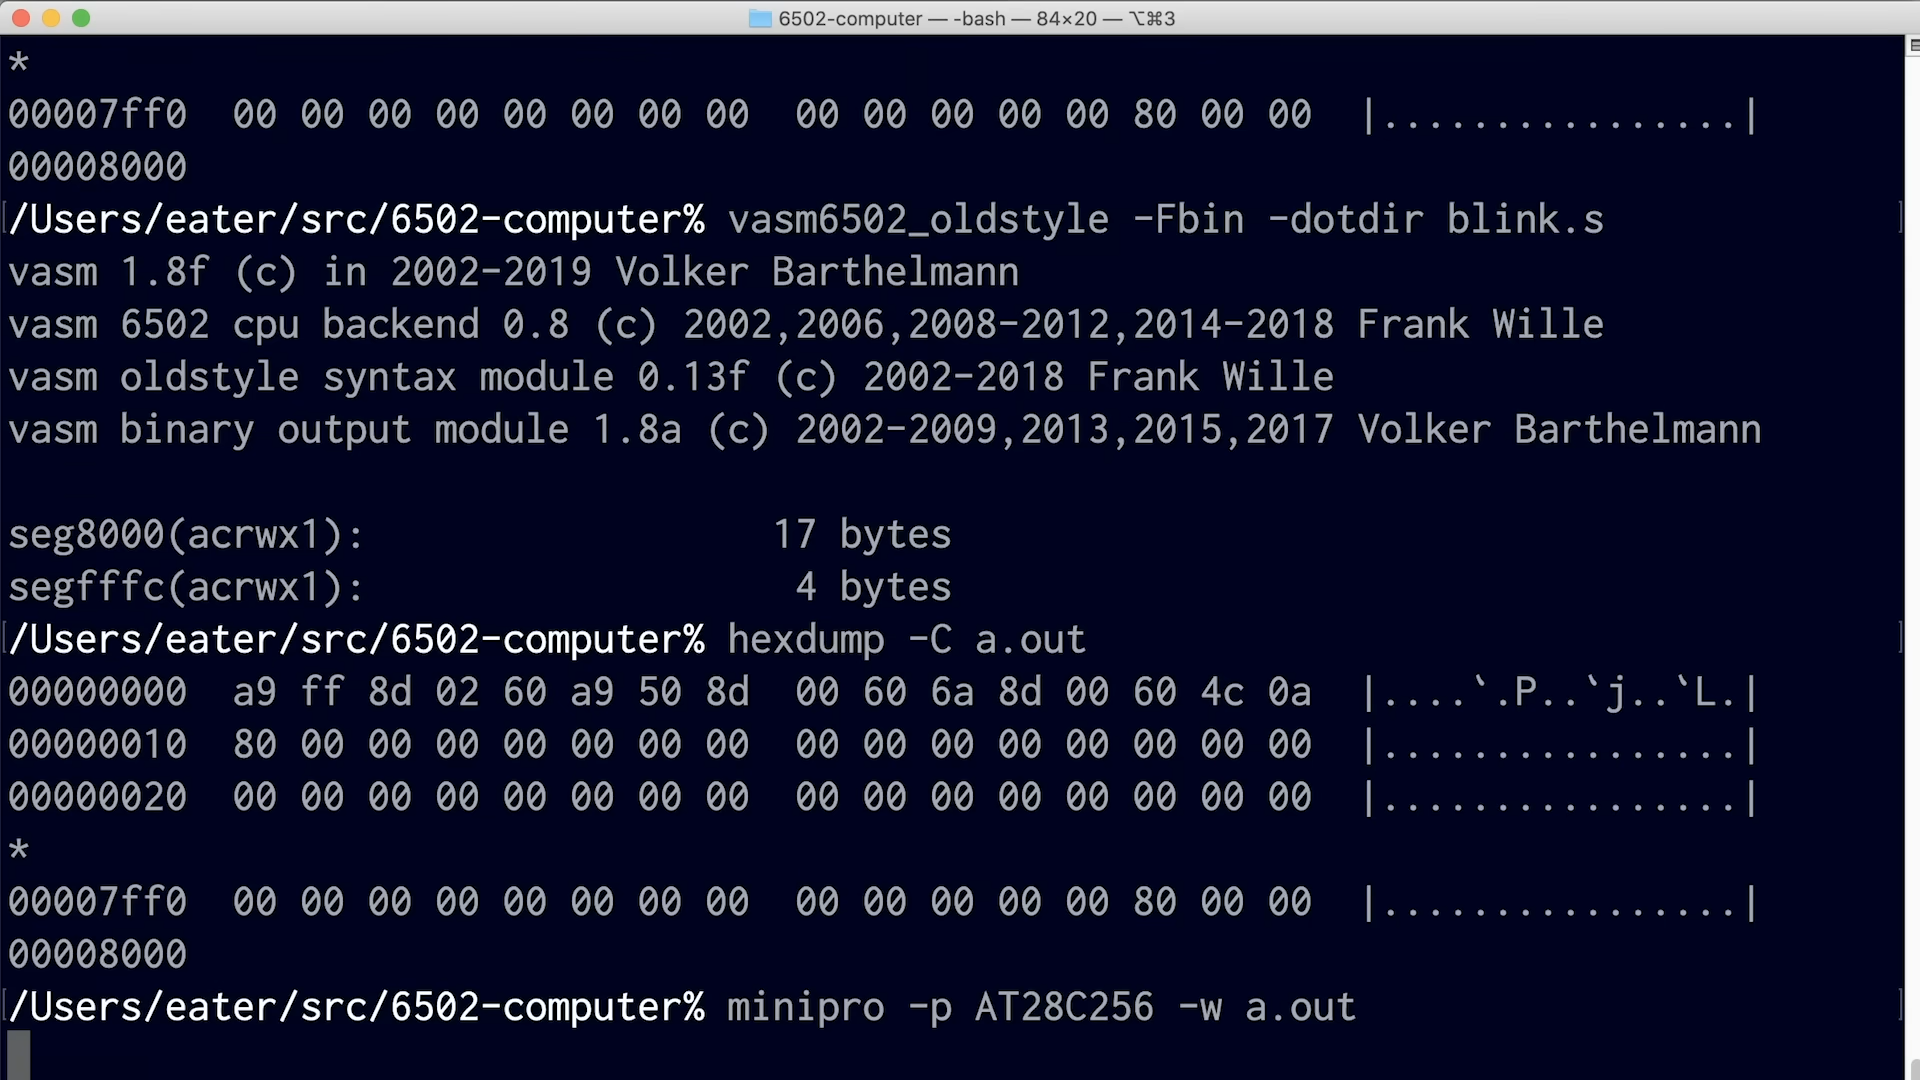 6502-computer — -bash — 84×20 — ⌥⌘3
*
00007ff0  00 00 00 00 00 00 00 00  00 00 00 00 00 80 00 00  |................|
00008000
/Users/eater/src/6502-computer% vasm6502_oldstyle -Fbin -dotdir blink.s
vasm 1.8f (c) in 2002-2019 Volker Barthelmann
vasm 6502 cpu backend 0.8 (c) 2002,2006,2008-2012,2014-2018 Frank Wille
vasm oldstyle syntax module 0.13f (c) 2002-2018 Frank Wille
vasm binary output module 1.8a (c) 2002-2009,2013,2015,2017 Volker Barthelmann
seg8000(acrwx1):                  17 bytes
segfffc(acrwx1):                   4 bytes
/Users/eater/src/6502-computer% hexdump -C a.out
00000000  a9 ff 8d 02 60 a9 50 8d  00 60 6a 8d 00 60 4c 0a  |....`.P..`j..`L.|
00000010  80 00 00 00 00 00 00 00  00 00 00 00 00 00 00 00  |................|
00000020  00 00 00 00 00 00 00 00  00 00 00 00 00 00 00 00  |................|
*
00007ff0  00 00 00 00 00 00 00 00  00 00 00 00 00 80 00 00  |................|
00008000
/Users/eater/src/6502-computer% minipro -p AT28C256 -w a.out